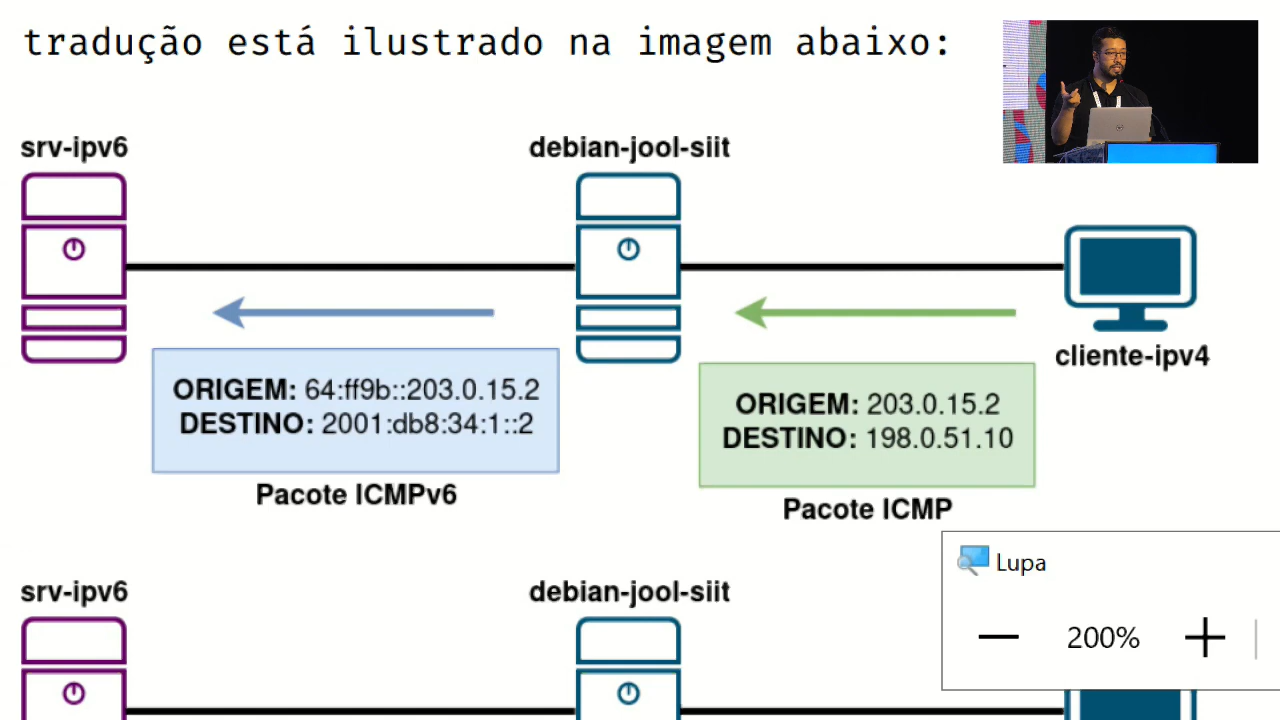 tradução está ilustrado na imagem abaixo:
srv-ipv6
debian-jool-siit
cliente-ipv4
ORIGEM: 64:ff9b::203.0.15.2
DESTINO: 2001:db8:34:1::2
Pacote ICMPv6
ORIGEM: 203.0.15.2
DESTINO: 198.0.51.10
Pacote ICMP
srv-ipv6
debian-jool-siit
Lupa
200%